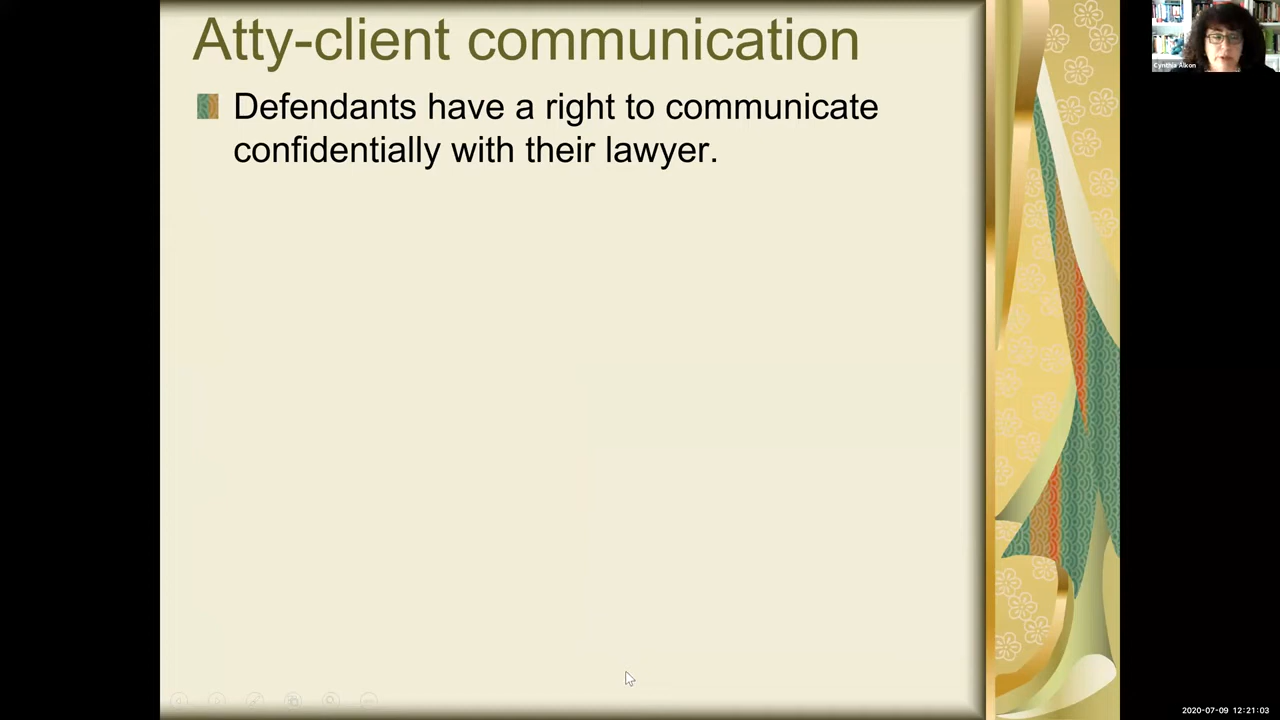 Atty-client communication
Defendants have a right to communicate
confidentially with their lawyer.
Cynthia Alkon
2020-07-09 12:21:03